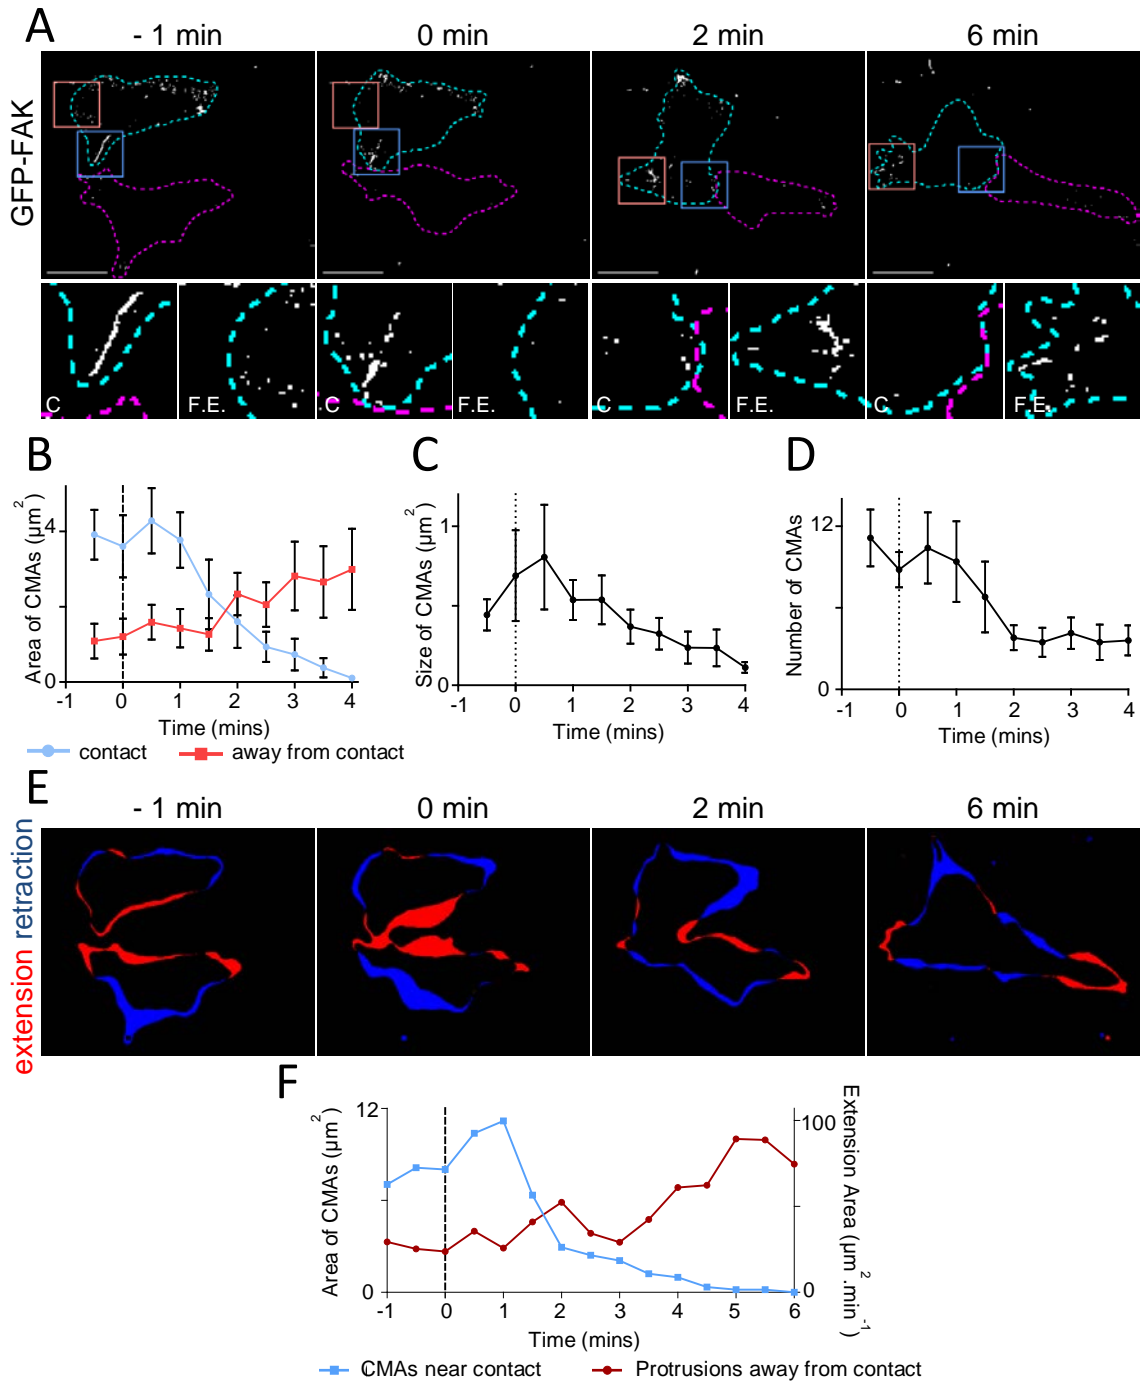 A
- 1 min
0 min
2 min
6 min
GFP-FAK
C
F.E.
C
F.E.
C
F.E.
C
F.E.
B
Area of CMAs (µm²)
4
0
-1
0
1
2
3
4
Time (mins)
contact
away from contact
C
Size of CMAs (µm²)
1
0
-1
0
1
2
3
4
Time (mins)
D
Number of CMAs
12
0
-1
0
1
2
3
4
Time (mins)
E
- 1 min
0 min
2 min
6 min
extension retraction
F
Area of CMAs (µm²)
12
0
-1
0
1
2
3
4
5
6
Time (mins)
100
0
Extension Area (µm².min⁻¹)
CMAs near contact
Protrusions away from contact